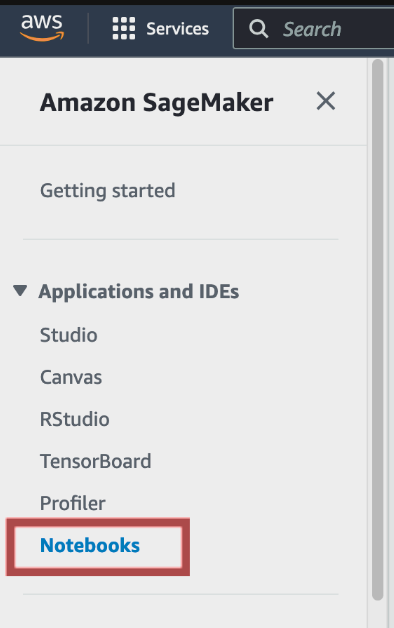 aws Services Search
Amazon SageMaker
Getting started
Applications and IDEs
Studio
Canvas
RStudio
TensorBoard
Profiler
Notebooks